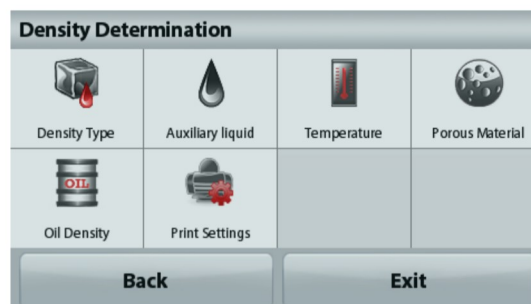 Density Determination
Density Type
Auxiliary liquid
Temperature
Porous Material
OIL
Oil Density
Print Settings
Back
Exit